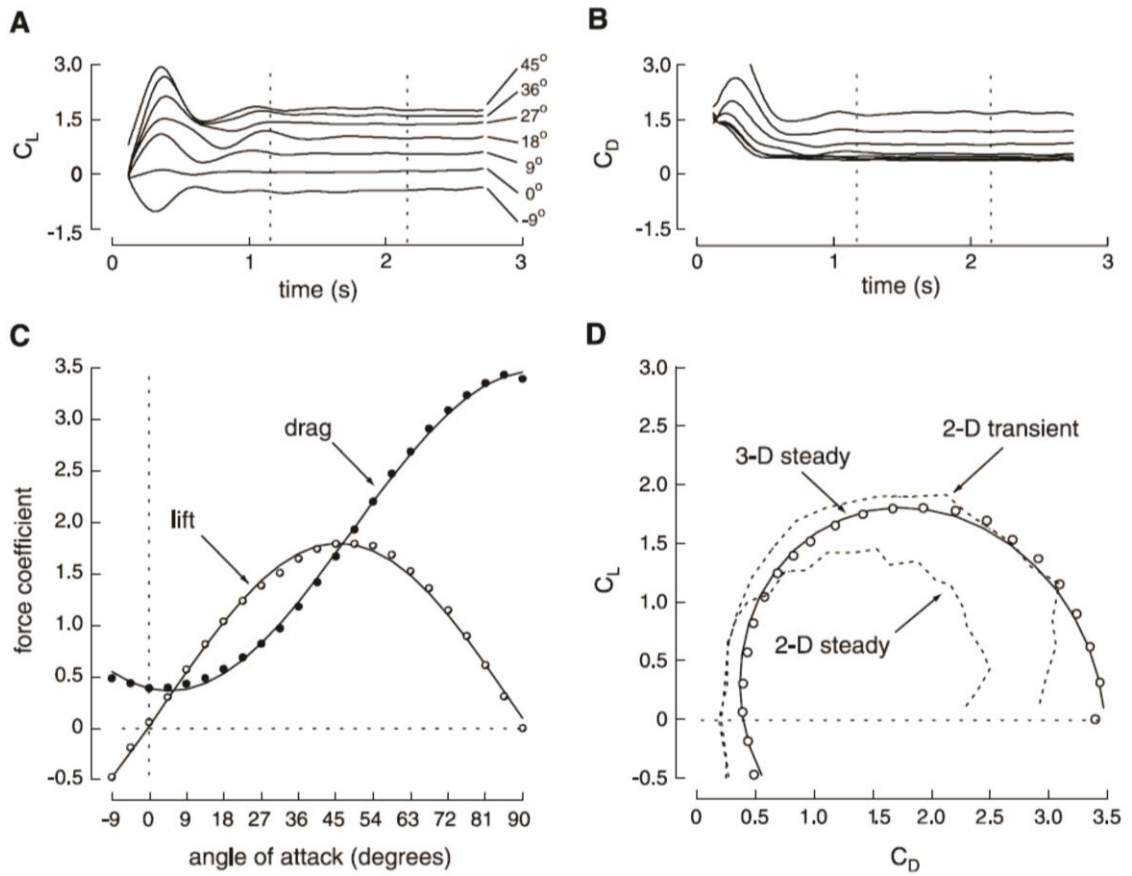 A
3.0
1.5
0
-1.5
C_L
45°
36°
27°
18°
9°
0°
-9°
0 1 2 3
time (s)
B
3.0
1.5
0
-1.5
C_D
0 1 2 3
time (s)
C
3.5
3.0
2.5
2.0
1.5
1.0
0.5
0
-0.5
force coefficient
drag
lift
-9 0 9 18 27 36 45 54 63 72 81 90
angle of attack (degrees)
D
3.0
2.5
2.0
1.5
1.0
0.5
0
-0.5
C_L
2-D transient
3-D steady
2-D steady
0 0.5 1.0 1.5 2.0 2.5 3.0 3.5
C_D